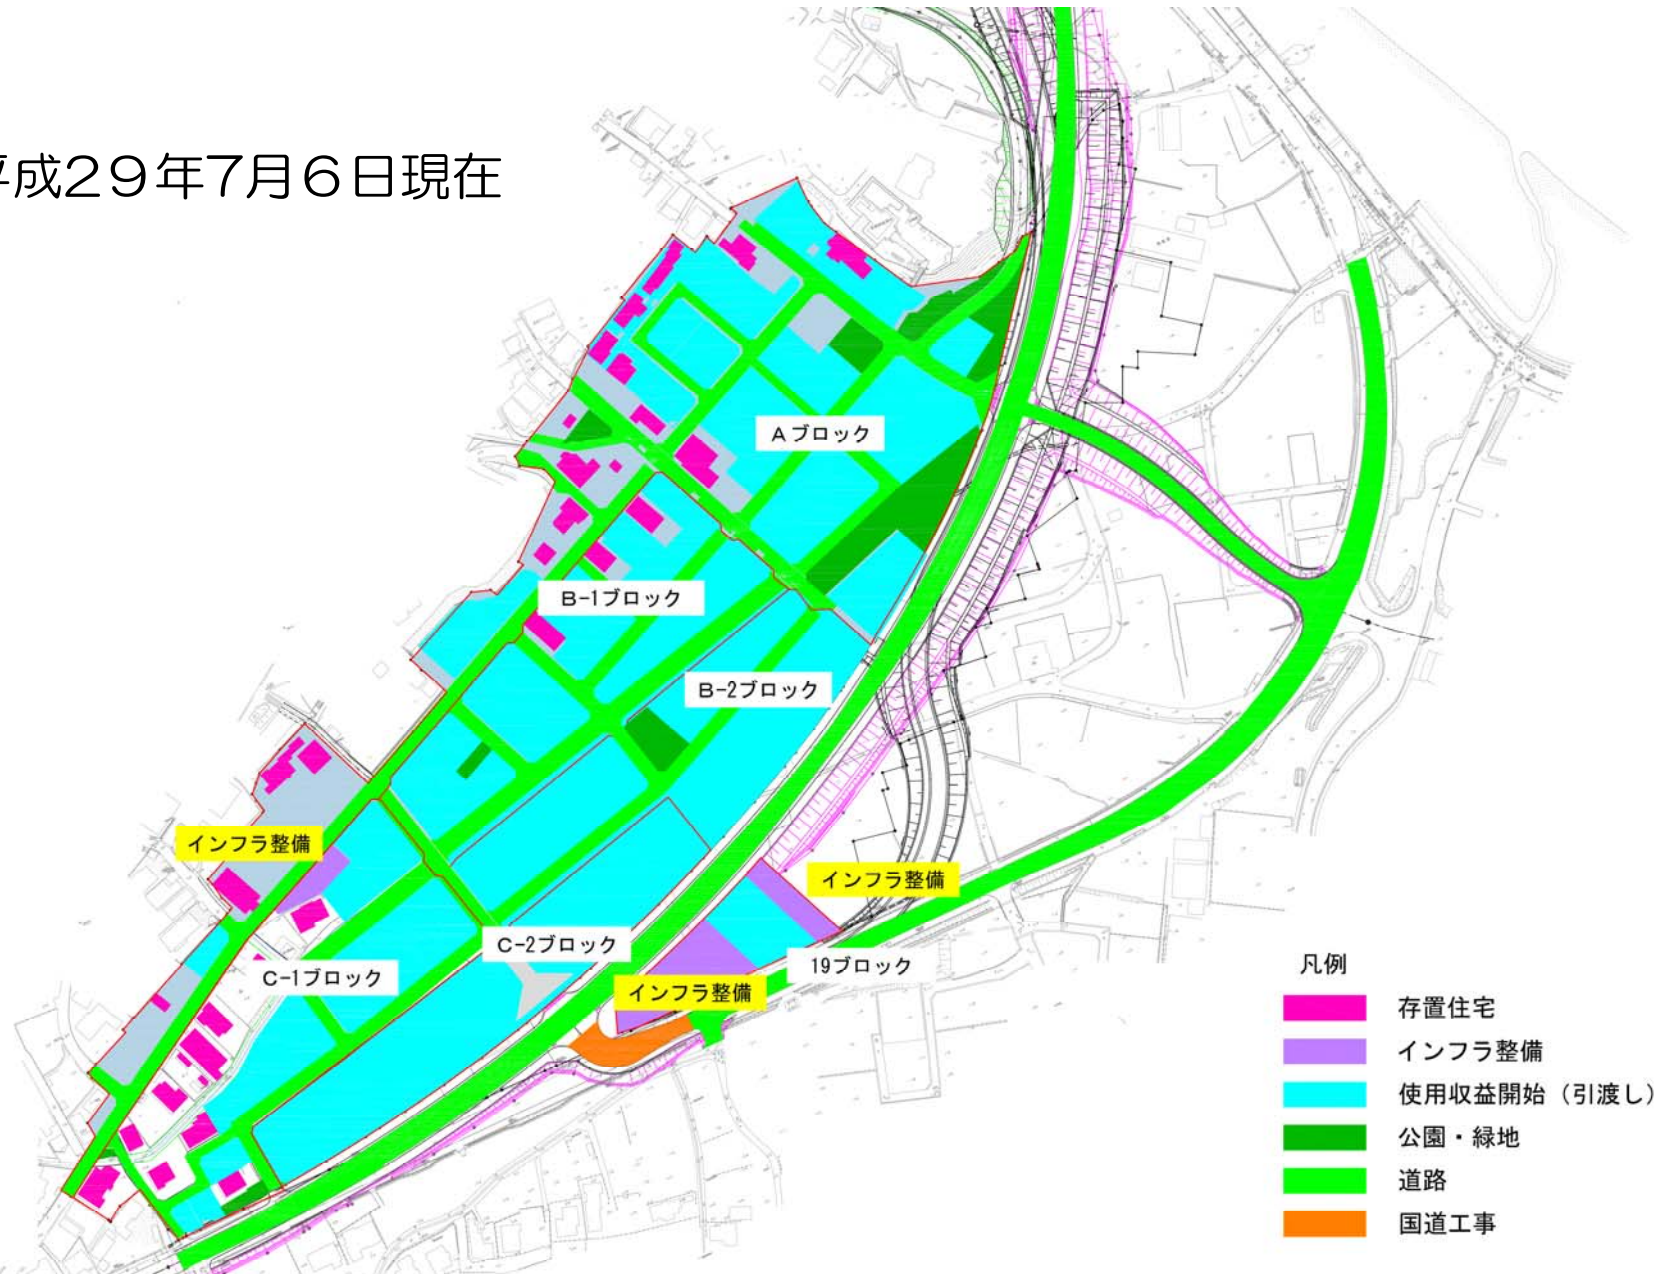 平成２９年７月６日現在
Aブロック
B-1ブロック
B-2ブロック
インフラ整備
インフラ整備
C-2ブロック
19ブロック
C-1ブロック
インフラ整備
凡例
存置住宅
インフラ整備
使用収益開始（引渡し）
公園・緑地
道路
国道工事